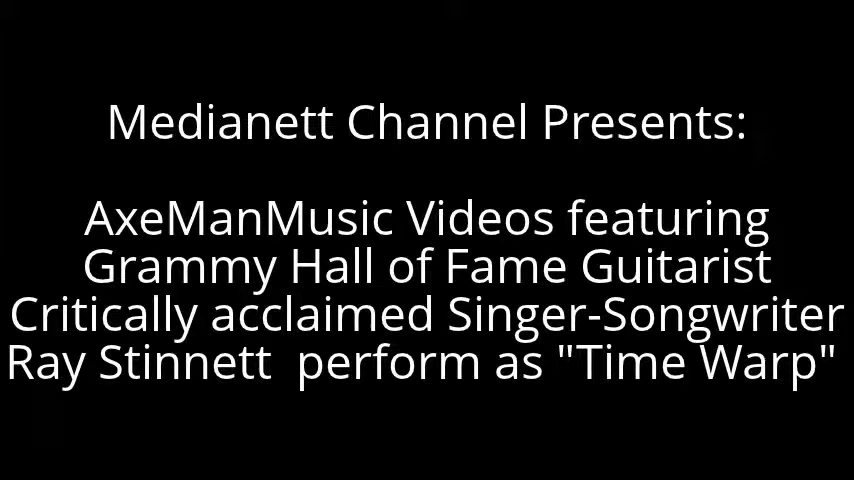 Medianett Channel Presents:
AxeManMusic Videos featuring
Grammy Hall of Fame Guitarist
Critically acclaimed Singer-Songwriter
Ray Stinnett  perform as "Time Warp"